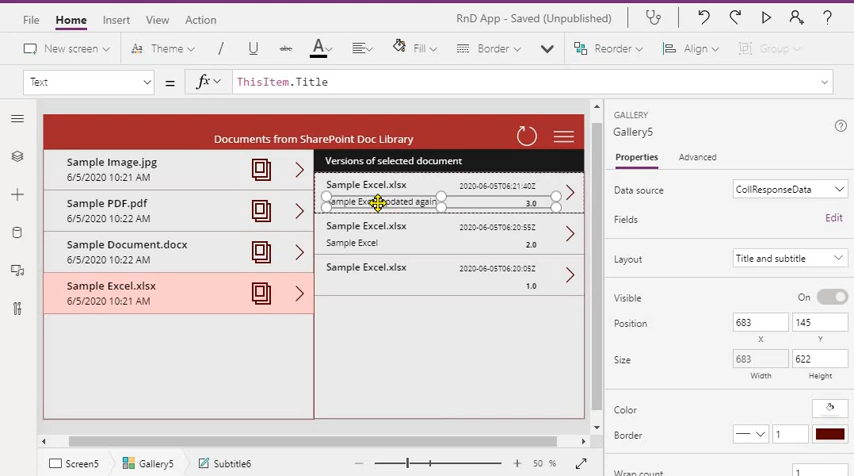 File Home Insert View Action RnD App - Saved (Unpublished) ?
New screen Theme / U abc A Fill Border Reorder Align Group
Text = fx ThisItem.Title
Documents from SharePoint Doc Library
Sample Image.jpg
6/5/2020 10:21 AM
Sample PDF.pdf
6/5/2020 10:22 AM
Sample Document.docx
6/5/2020 10:22 AM
Sample Excel.xlsx
6/5/2020 10:21 AM
Versions of selected document
Sample Excel.xlsx 2020-06-05T06:21:40Z
updated again 3.0
Sample Excel.xlsx 2020-06-05T06:20:55Z
Sample Excel 2.0
Sample Excel.xlsx 2020-06-05T06:20:05Z
1.0
GALLERY
Gallery5
Properties Advanced
Data source CollResponseData
Fields Edit
Layout Title and subtitle
Visible On
Position 683 145
X Y
Size 683 622
Width Height
Color
Border 1
Wrap count 1
Screen5 Gallery5 Subtitle6 − + 50 %